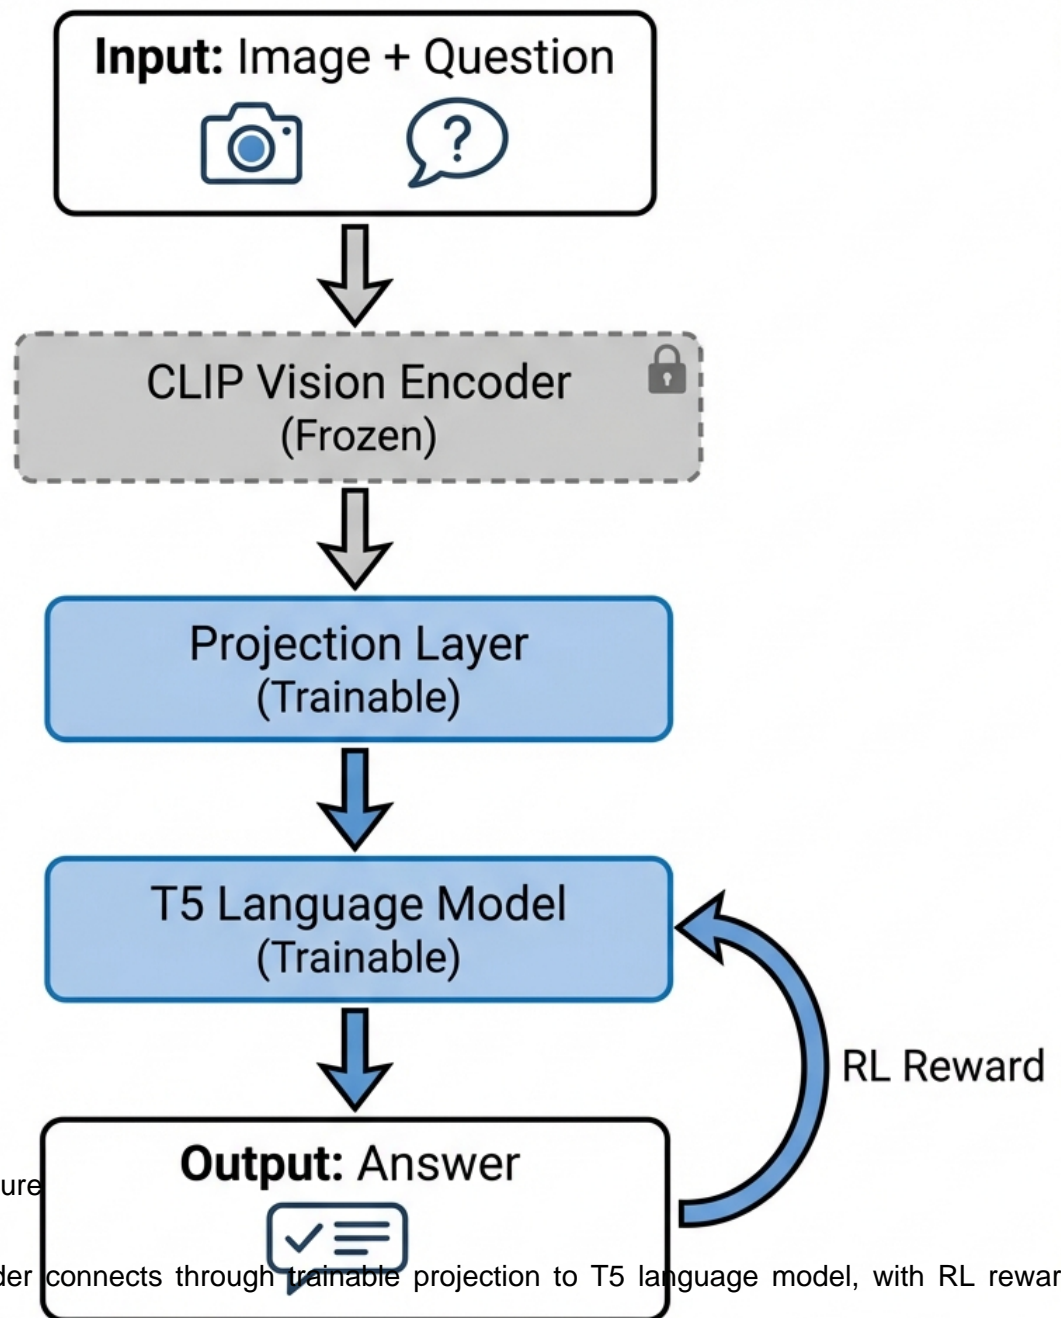 Input: Image + Question
?
CLIP Vision Encoder
(Frozen)
Projection Layer
(Trainable)
T5 Language Model
(Trainable)
RL Reward
Output: Answer
ure
der connects through trainable projection to T5 language model, with RL rewar